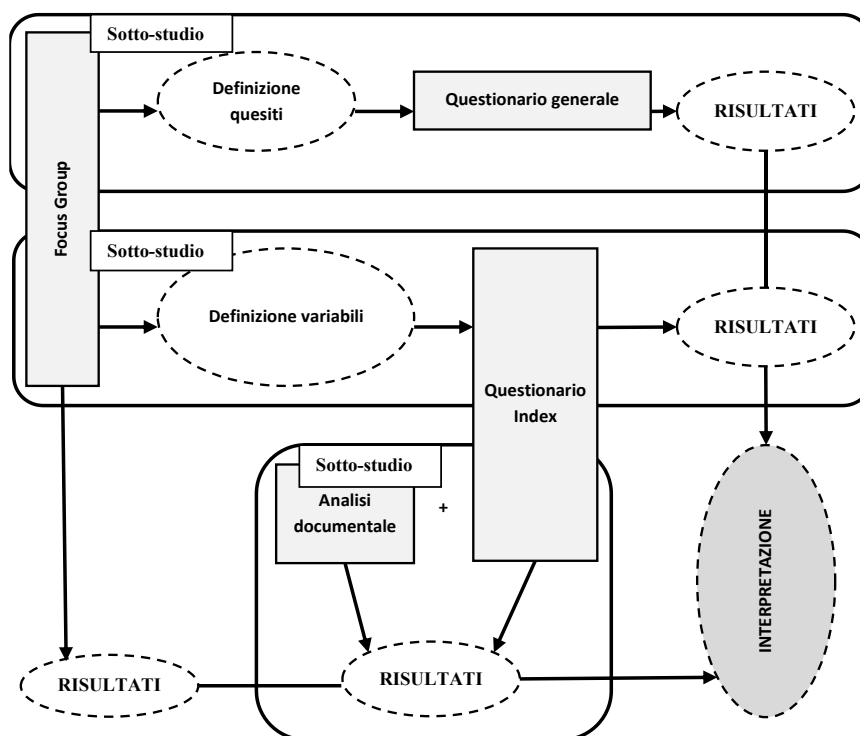 Sotto-studio
Focus Group
Definizione
quesiti
Questionario generale
RISULTATI
Sotto-studio
Definizione variabili
Questionario
Index
RISULTATI
Sotto-studio
Analisi
documentale
+
INTERPRETAZIONE
RISULTATI
RISULTATI